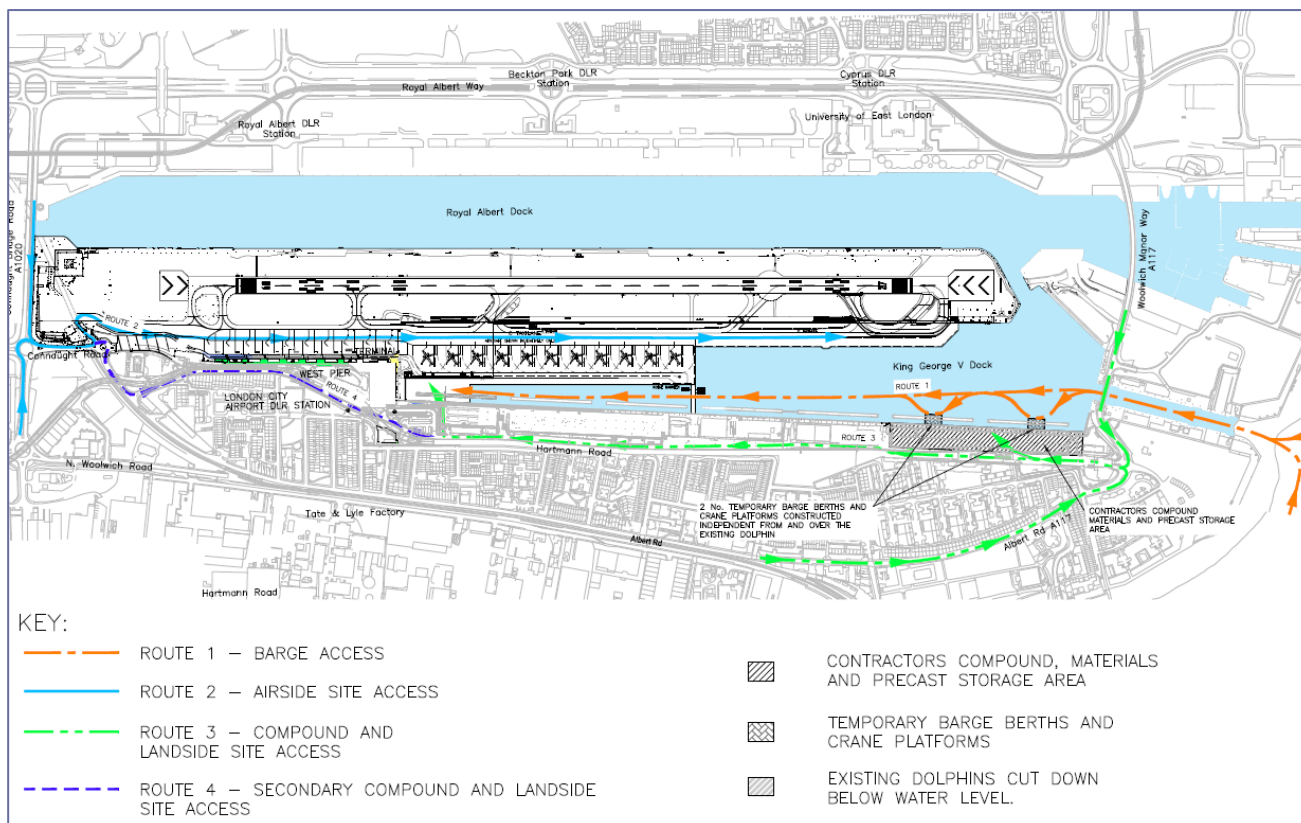 Beckton Park DLR
Station
Cyprus DLR
Station
Royal Albert Way
Royal Albert DLR
Station
University of East London
Connaught Bridge Road
A1020
Royal Albert Dock
Woolwich Manor Way
A117
ROUTE 2
Connaught Road
TERMINAL
WEST PIER
King George V Dock
ROUTE 1
LONDON CITY
AIRPORT DLR STATION
ROUTE 4
ROUTE 3
Hartmann Road
N. Woolwich Road
2 No. TEMPORARY BARGE BERTHS AND
CRANE PLATFORMS CONSTRUCTED
INDEPENDENT FROM AND OVER THE
EXISTING DOLPHIN
CONTRACTORS COMPOUND
MATERIALS AND PRECAST STORAGE
AREA
Tate & Lyle Factory
Albert Rd
Albert Rd A117
Hartmann Road
KEY:
ROUTE 1 – BARGE ACCESS
ROUTE 2 – AIRSIDE SITE ACCESS
ROUTE 3 – COMPOUND AND
LANDSIDE SITE ACCESS
ROUTE 4 – SECONDARY COMPOUND AND LANDSIDE
SITE ACCESS
CONTRACTORS COMPOUND, MATERIALS
AND PRECAST STORAGE AREA
TEMPORARY BARGE BERTHS AND
CRANE PLATFORMS
EXISTING DOLPHINS CUT DOWN
BELOW WATER LEVEL.